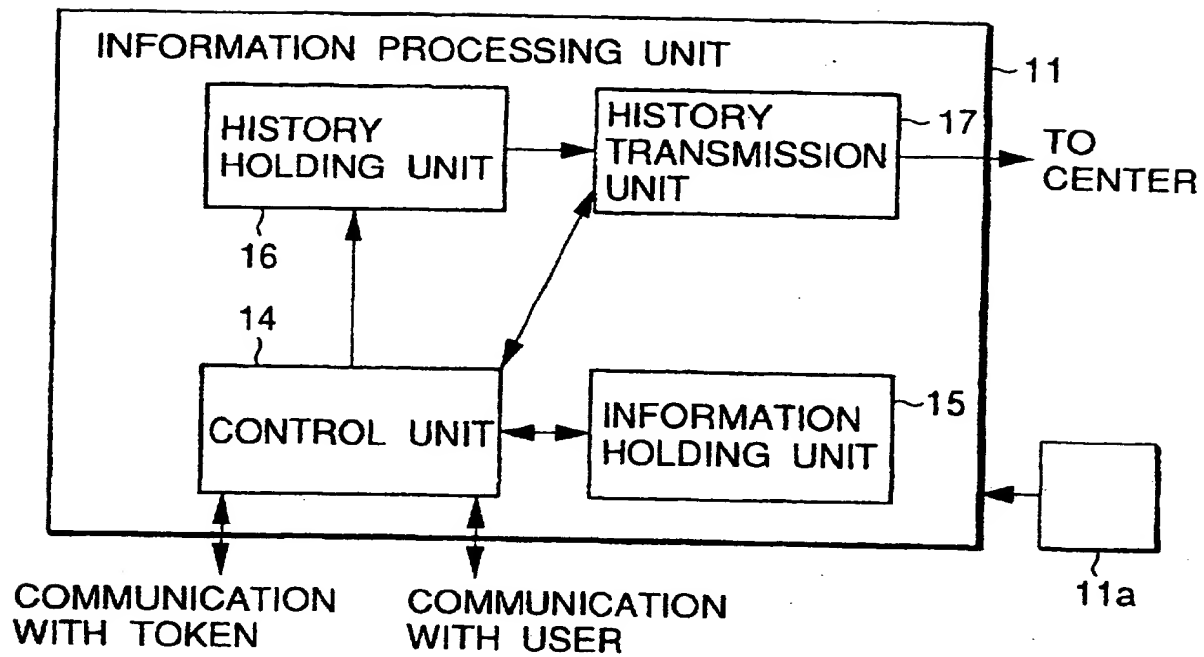 INFORMATION PROCESSING UNIT
11
HISTORY
HOLDING UNIT
16
HISTORY
TRANSMISSION
UNIT
17
TO
CENTER
14
CONTROL UNIT
INFORMATION
HOLDING UNIT
15
11a
COMMUNICATION
WITH TOKEN
COMMUNICATION
WITH USER